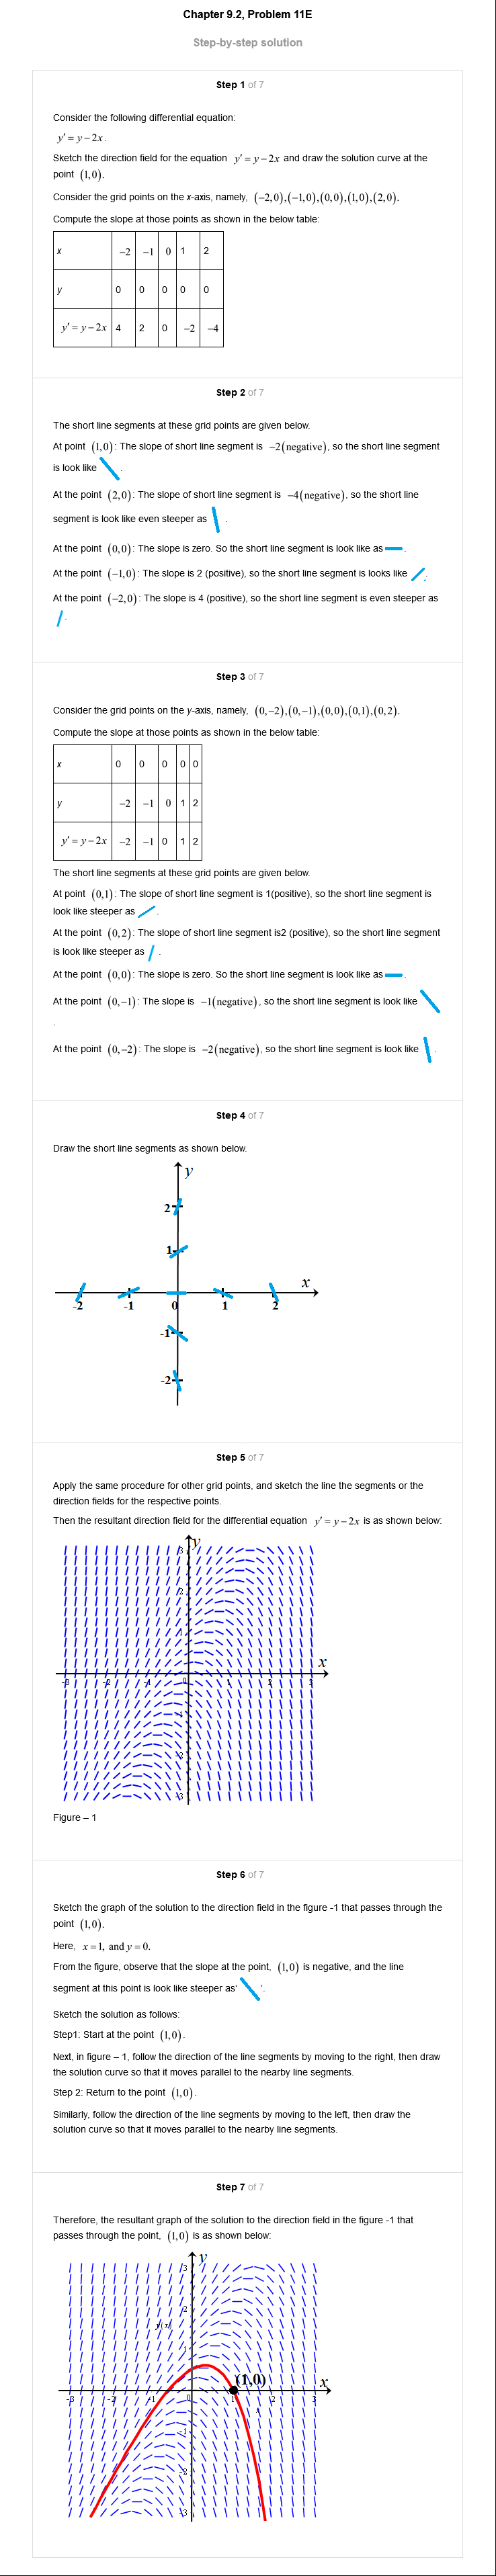 Chapter 9.2, Problem 11E
Step-by-step solution
Step 1 of 7
Consider the following differential equation:
y′ = y − 2x.
Sketch the direction field for the equation y′ = y − 2x and draw the solution curve at the
point (1,0).
Consider the grid points on the x-axis, namely, (−2,0),(−1,0),(0,0),(1,0),(2,0).
Compute the slope at those points as shown in the below table:
x −2 −1 0 1 2
y 0 0 0 0 0
y′ = y − 2x 4 2 0 −2 −4
Step 2 of 7
The short line segments at these grid points are given below.
At point (1,0): The slope of short line segment is −2(negative), so the short line segment
is look like .
At the point (2,0): The slope of short line segment is −4(negative), so the short line
segment is look like even steeper as .
At the point (0,0): The slope is zero. So the short line segment is look like as .
At the point (−1,0): The slope is 2 (positive), so the short line segment is looks like .
At the point (−2,0): The slope is 4 (positive), so the short line segment is even steeper as
.
Step 3 of 7
Consider the grid points on the y-axis, namely, (0,−2),(0,−1),(0,0),(0,1),(0,2).
Compute the slope at those points as shown in the below table:
x 0 0 0 0 0
y −2 −1 0 1 2
y′ = y − 2x −2 −1 0 1 2
The short line segments at these grid points are given below.
At point (0,1): The slope of short line segment is 1(positive), so the short line segment is
look like steeper as .
At the point (0,2): The slope of short line segment is2 (positive), so the short line segment
is look like steeper as .
At the point (0,0): The slope is zero. So the short line segment is look like as .
At the point (0,−1): The slope is −1(negative), so the short line segment is look like
.
At the point (0,−2): The slope is −2(negative), so the short line segment is look like .
Step 4 of 7
Draw the short line segments as shown below.
y
2
1
x
-2 -1 0 1 2
-1
-2
Step 5 of 7
Apply the same procedure for other grid points, and sketch the line the segments or the
direction fields for the respective points.
Then the resultant direction field for the differential equation y′ = y − 2x is as shown below:
y
3
2
1
x
-3 -2 -1 0 1 2 3
-1
-2
-3
Figure – 1
Step 6 of 7
Sketch the graph of the solution to the direction field in the figure -1 that passes through the
point (1,0).
Here, x = 1, and y = 0.
From the figure, observe that the slope at the point, (1,0) is negative, and the line
segment at this point is look like steeper as' '.
Sketch the solution as follows:
Step1: Start at the point (1,0).
Next, in figure – 1, follow the direction of the line segments by moving to the right, then draw
the solution curve so that it moves parallel to the nearby line segments.
Step 2: Return to the point (1,0).
Similarly, follow the direction of the line segments by moving to the left, then draw the
solution curve so that it moves parallel to the nearby line segments.
Step 7 of 7
Therefore, the resultant graph of the solution to the direction field in the figure -1 that
passes through the point, (1,0) is as shown below:
y
3
2
1
(1,0)
x
-3 -2 -1 0 1 2 3
-1
-2
-3